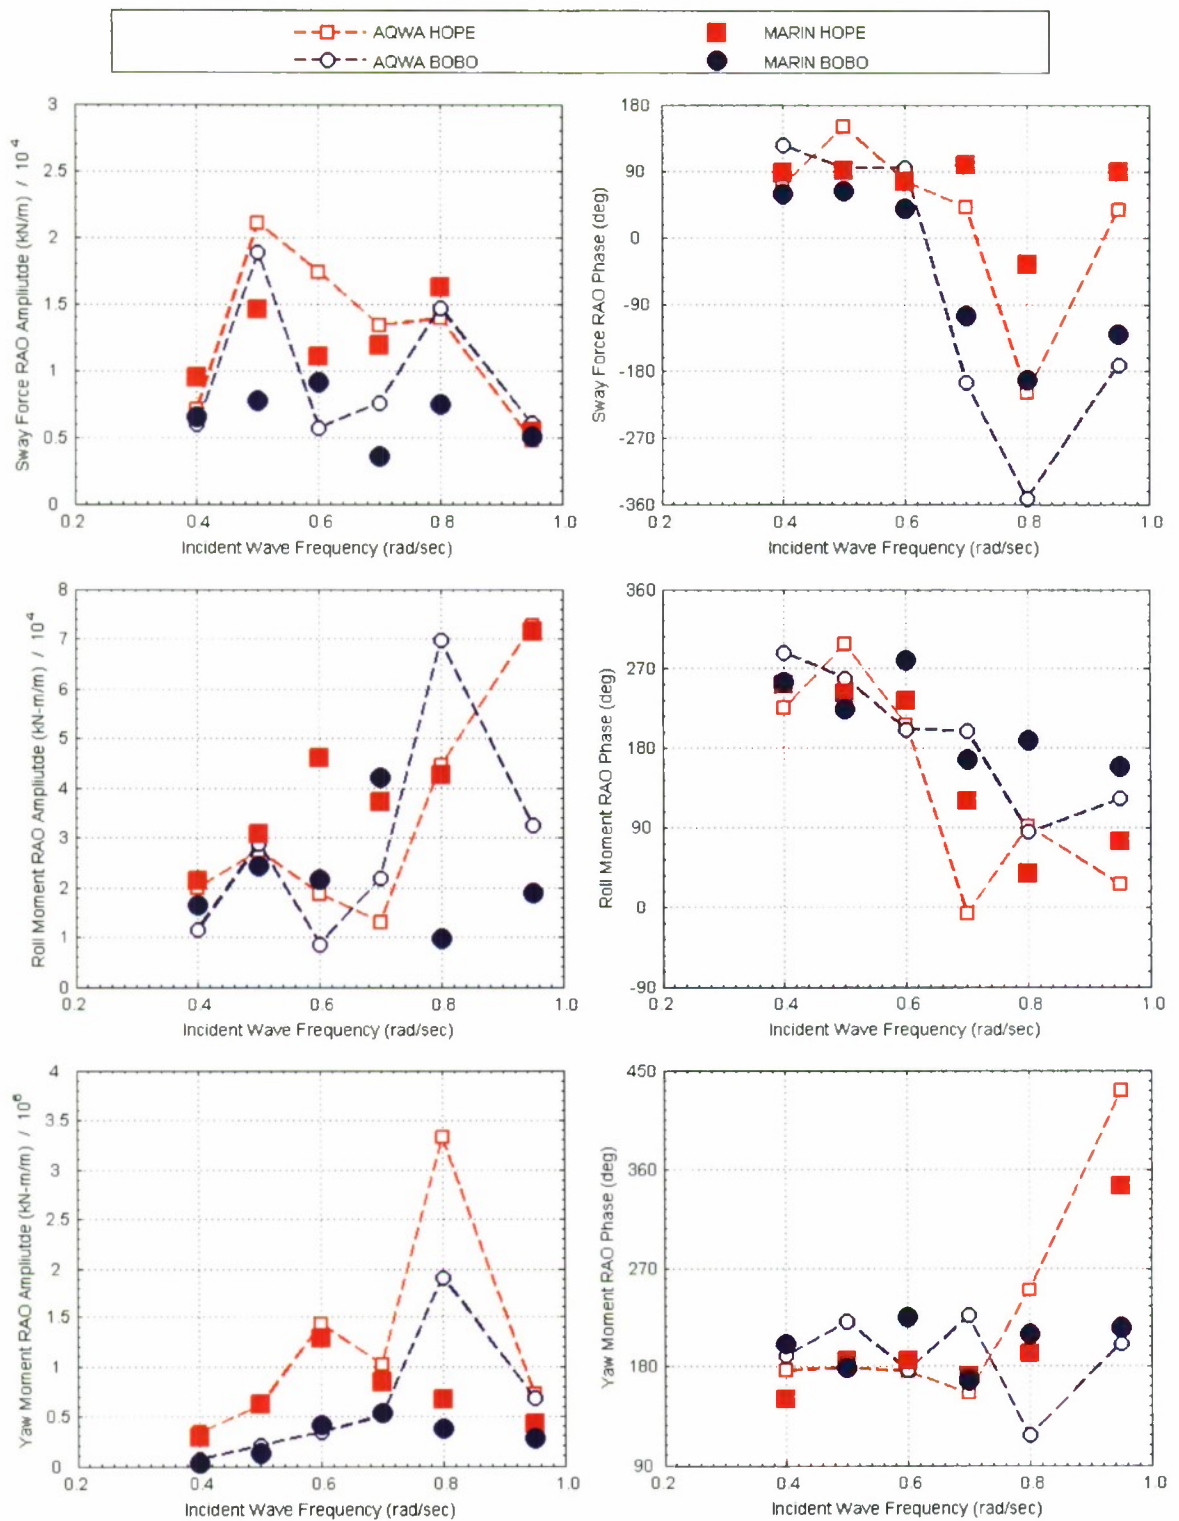 AQWA HOPE
MARIN HOPE
AQWA BOBO
MARIN BOBO
3
2.5
2
1.5
1
0.5
0
Sway Force RAO Ampliutde (kN/m) / 10^4
0.2 0.4 0.6 0.8 1.0
Incident Wave Frequency (rad/sec)
180
90
0
-90
-180
-270
-360
Sway Force RAO Phase (deg)
0.2 0.4 0.6 0.8 1.0
Incident Wave Frequency (rad/sec)
8
7
6
5
4
3
2
1
0
Roll Moment RAO Ampliutde (kN-m/m) / 10^4
0.2 0.4 0.6 0.8 1.0
Incident Wave Frequency (rad/sec)
360
270
180
90
0
-90
Roll Moment RAO Phase (deg)
0.2 0.4 0.6 0.8 1.0
Incident Wave Frequency (rad/sec)
4
3.5
3
2.5
2
1.5
1
0.5
0
Yaw Moment RAO Ampliutde (kN-m/m) / 10^6
0.2 0.4 0.6 0.8 1.0
Incident Wave Frequency (rad/sec)
450
360
270
180
90
Yaw Moment RAO Phase (deg)
0.2 0.4 0.6 0.8 1.0
Incident Wave Frequency (rad/sec)